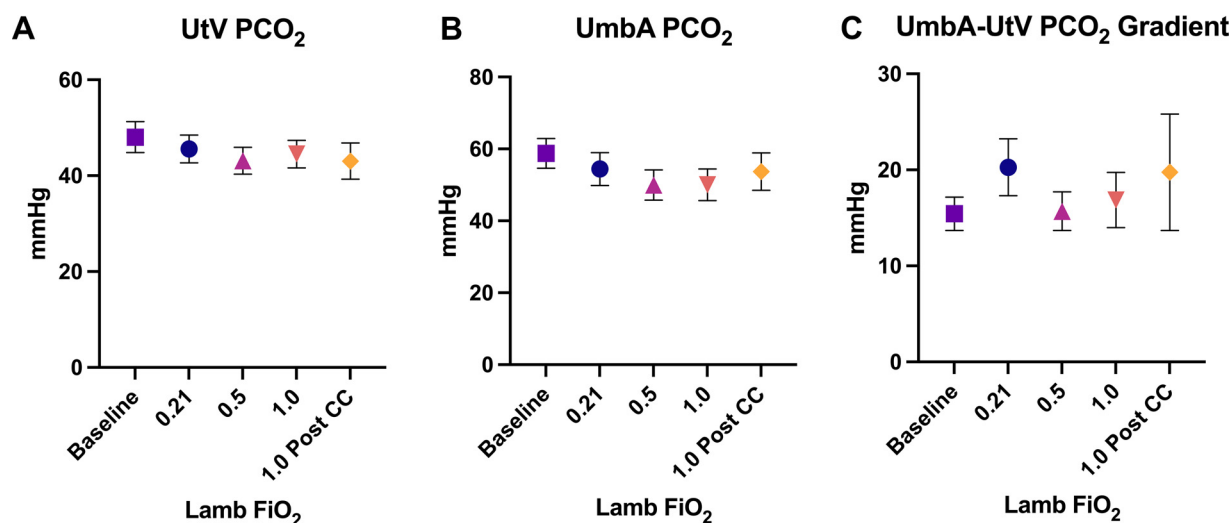 A
UtV PCO₂
mmHg
60
40
20
0
Baseline
0.21
0.5
1.0
1.0 Post CC
Lamb FiO₂
B
UmbA PCO₂
mmHg
80
60
40
20
0
Baseline
0.21
0.5
1.0
1.0 Post CC
Lamb FiO₂
C
UmbA-UtV PCO₂ Gradient
mmHg
30
20
10
0
Baseline
0.21
0.5
1.0
1.0 Post CC
Lamb FiO₂